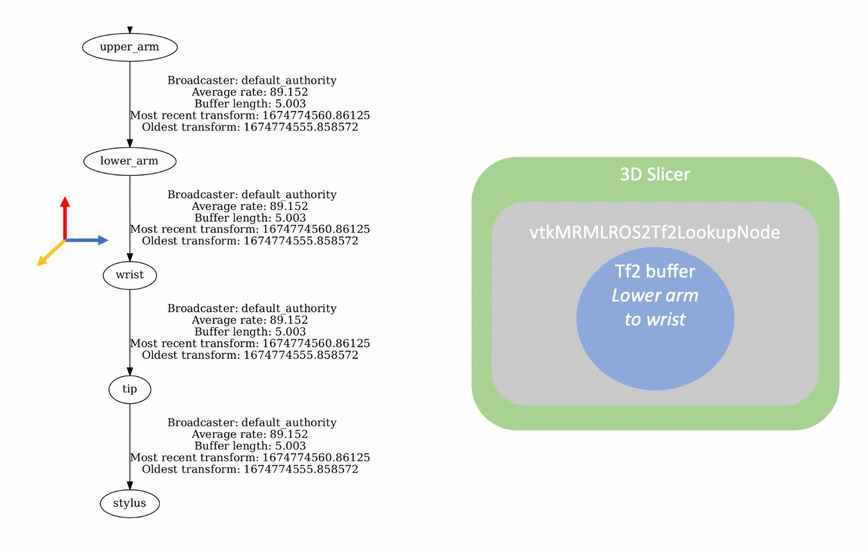 upper_arm
Broadcaster: default_authority
Average rate: 89.152
Buffer length: 5.003
Most recent transform: 1674774560.86125
Oldest transform: 1674774555.858572
lower_arm
Broadcaster: default_authority
Average rate: 89.152
Buffer length: 5.003
Most recent transform: 1674774560.86125
Oldest transform: 1674774555.858572
wrist
Broadcaster: default_authority
Average rate: 89.152
Buffer length: 5.003
Most recent transform: 1674774560.86125
Oldest transform: 1674774555.858572
tip
Broadcaster: default_authority
Average rate: 89.152
Buffer length: 5.003
Most recent transform: 1674774560.86125
Oldest transform: 1674774555.858572
stylus
3D Slicer
vtkMRMLROS2Tf2LookupNode
Tf2 buffer
Lower arm
to wrist